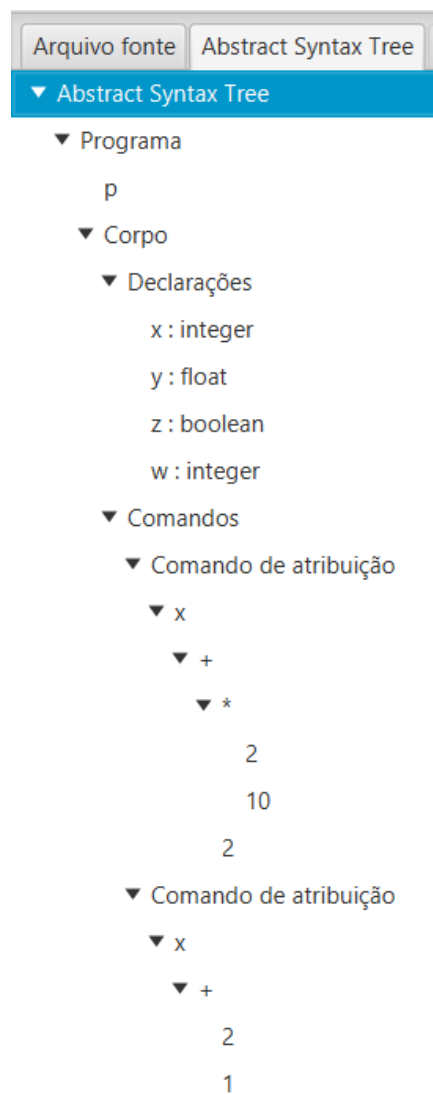 Arquivo fonte Abstract Syntax Tree
Abstract Syntax Tree
Programa
p
Corpo
Declarações
x : integer
y : float
z : boolean
w : integer
Comandos
Comando de atribuição
x
+
*
2
10
2
Comando de atribuição
x
+
2
1